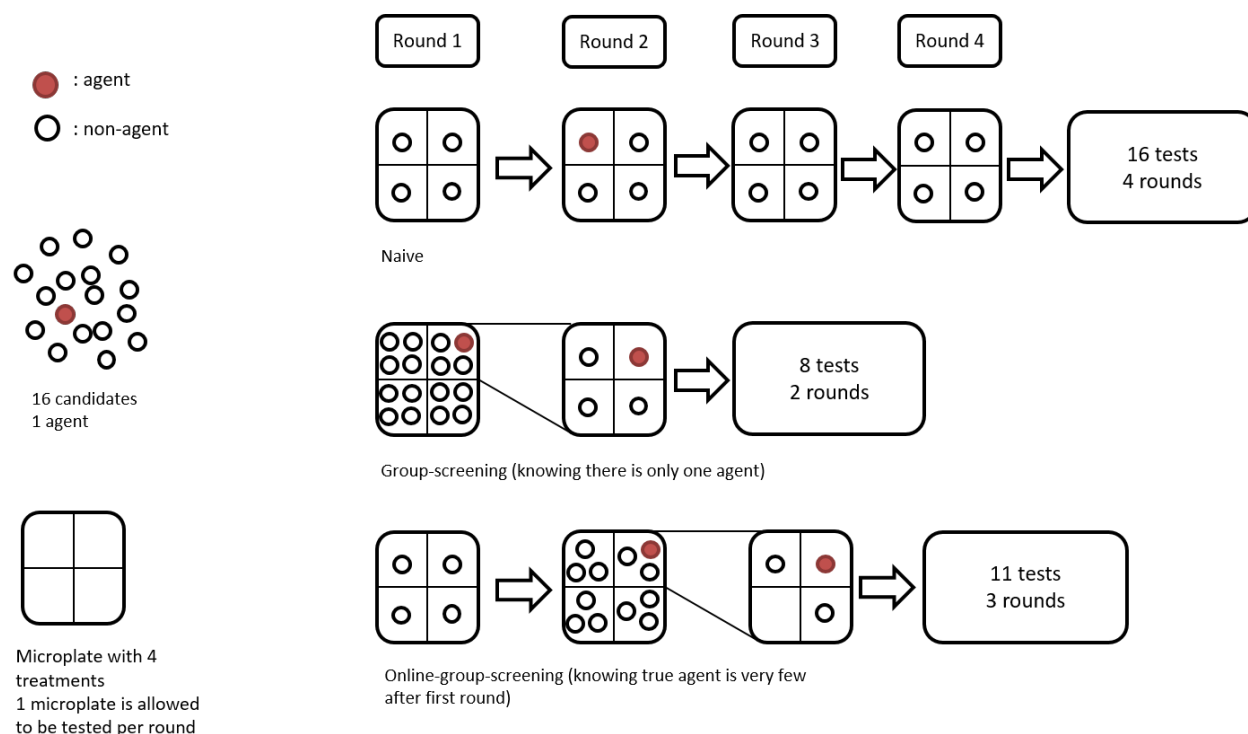 Round 1
Round 2
Round 3
Round 4
: agent
: non-agent
16 tests
4 rounds
Naive
16 candidates
1 agent
8 tests
2 rounds
Group-screening (knowing there is only one agent)
11 tests
3 rounds
Microplate with 4
treatments
1 microplate is allowed
to be tested per round
Online-group-screening (knowing true agent is very few
after first round)